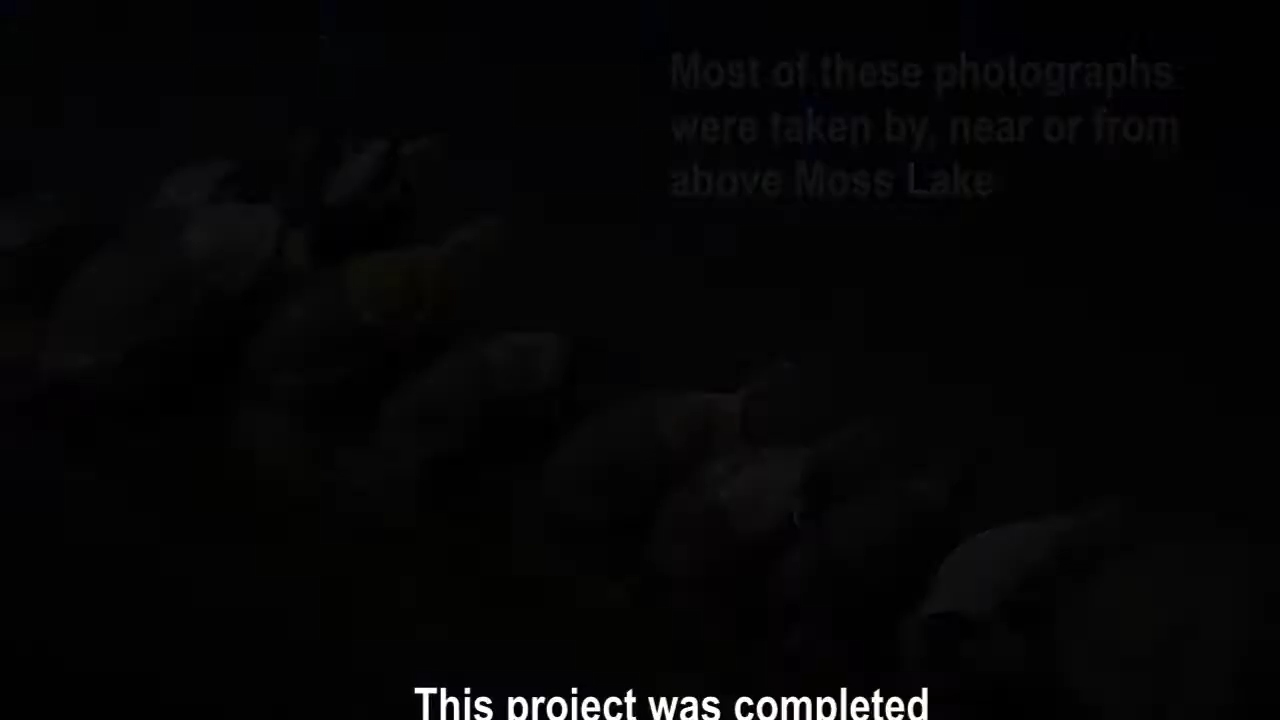 Most of these photographs
were taken by, near or from
above Moss Lake
This project was completed